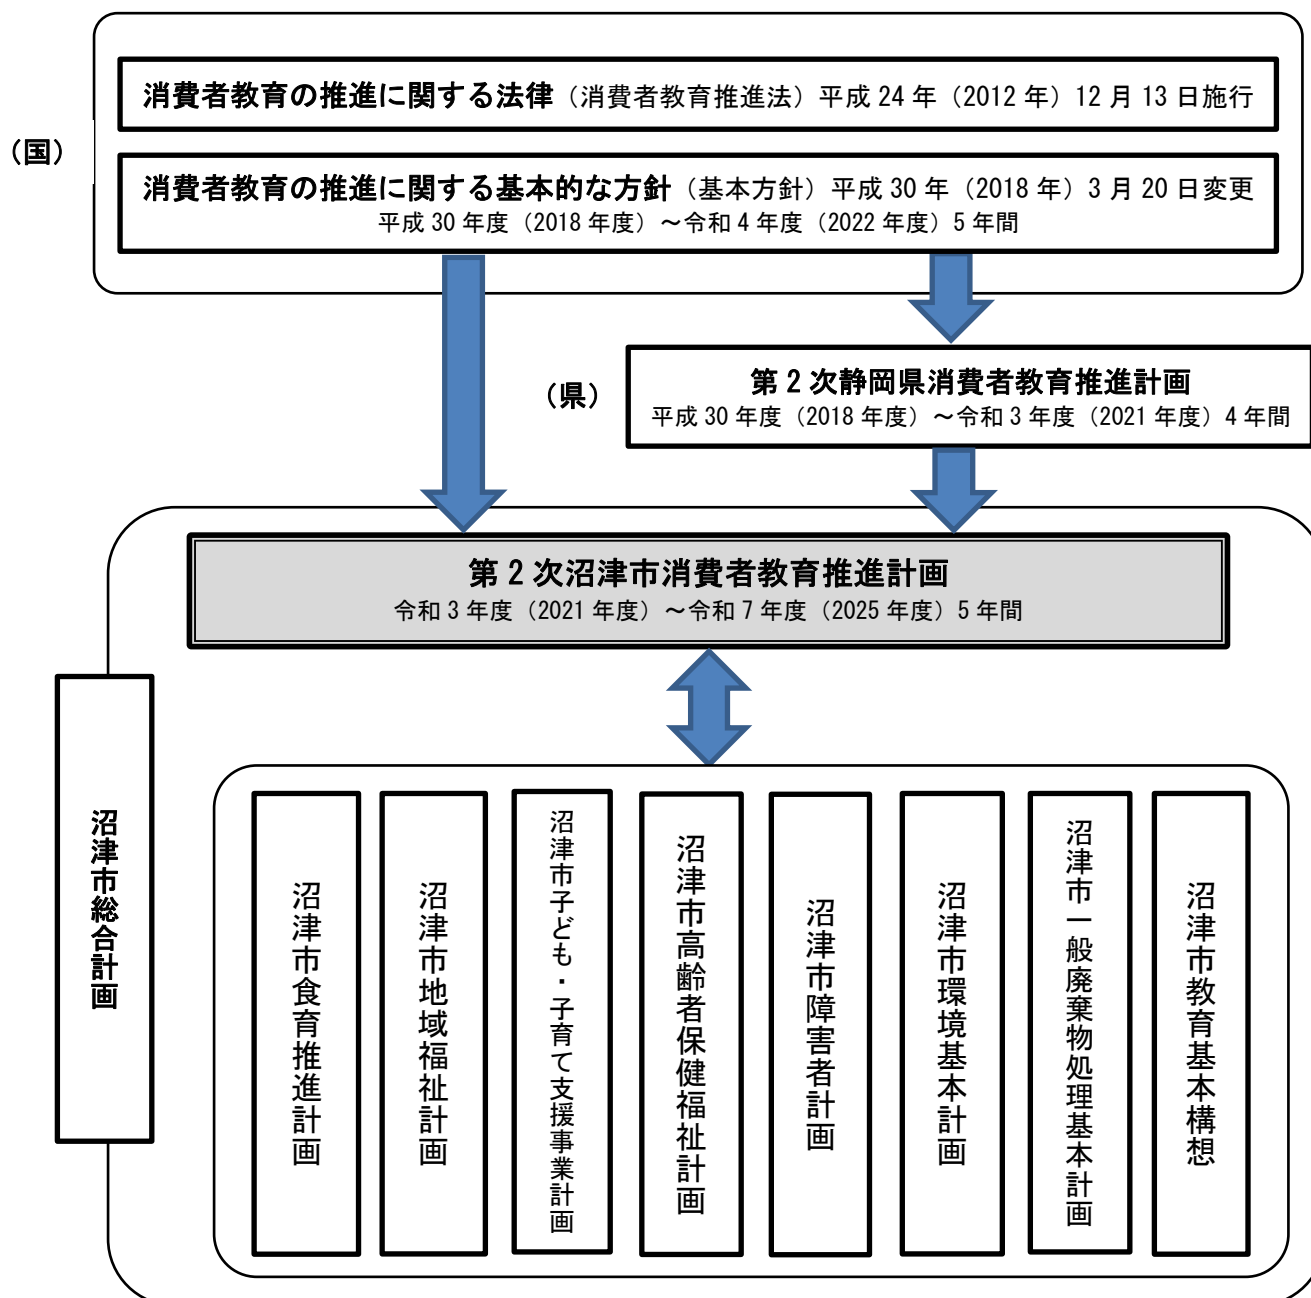 消費者教育の推進に関する法律（消費者教育推進法）平成 24 年（2012 年）12 月 13 日施行
（国）
消費者教育の推進に関する基本的な方針（基本方針）平成 30 年（2018 年）3 月 20 日変更
平成 30 年度（2018 年度）～令和 4 年度（2022 年度）5 年間
（県）
第 2 次静岡県消費者教育推進計画
平成 30 年度（2018 年度）～令和 3 年度（2021 年度）4 年間
第 2 次沼津市消費者教育推進計画
令和 3 年度（2021 年度）～令和 7 年度（2025 年度）5 年間
沼津市総合計画
沼津市食育推進計画
沼津市地域福祉計画
沼津市子ども・子育て支援事業計画
沼津市高齢者保健福祉計画
沼津市障害者計画
沼津市環境基本計画
沼津市一般廃棄物処理基本計画
沼津市教育基本構想